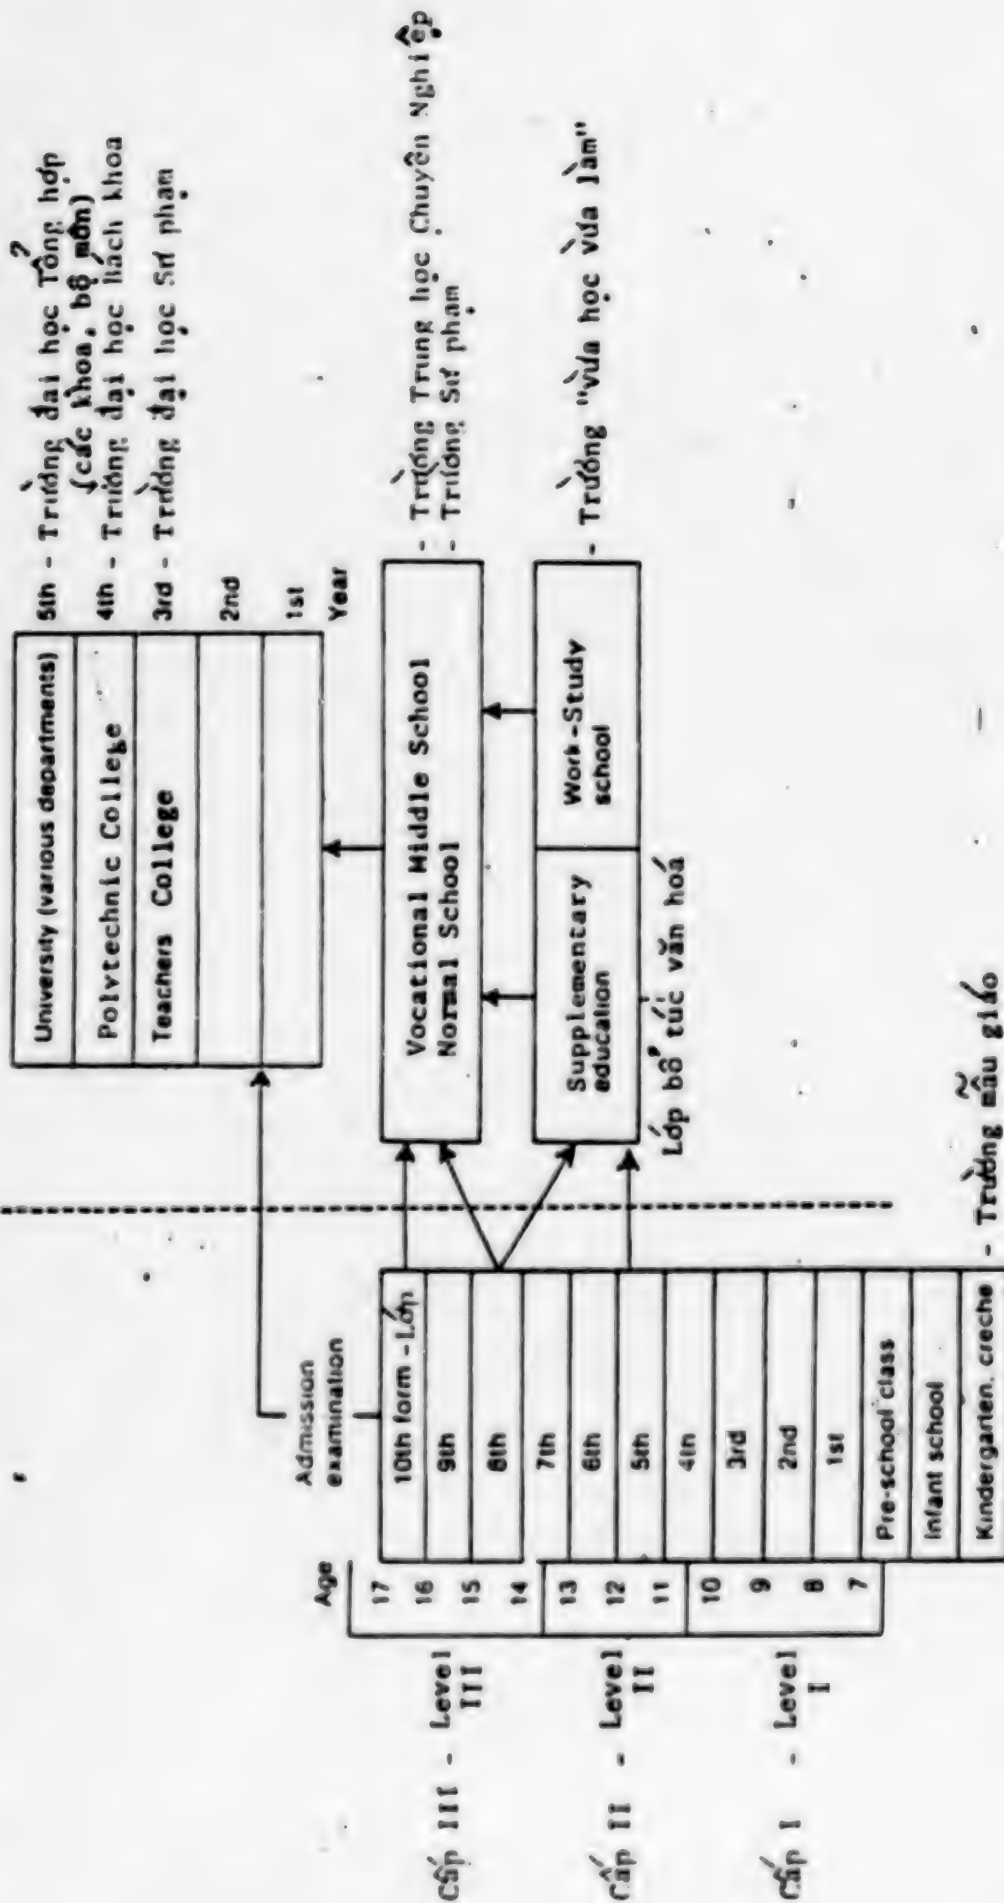 University (various departments)
Polytechnic College
Teachers College
5th - Trường đai học Tổng hợp
(các khoa, bộ môn)
4th - Trường đại học Bách khoa
3rd - Trường đại học Sư phạm
2nd
1st
Year
Admission
examination
Age
17
16
15
14
13
12
11
10
9
8
7
Cấp III - Level
III
Cấp II - Level
II
Cấp I - Level
I
10th form - Lớp
9th
8th
7th
6th
5th
4th
3rd
2nd
1st
Pre-school class
Infant school
Kindergarten, creche - Trường mẫu giáo
Vocational Middle School
Normal School
- Trường Trung học Chuyên Nghiệp
- Trường Sư phạm
Supplementary
education
Work-Study
school
- Trường "vừa học vừa làm"
Lớp bổ túc văn hoá